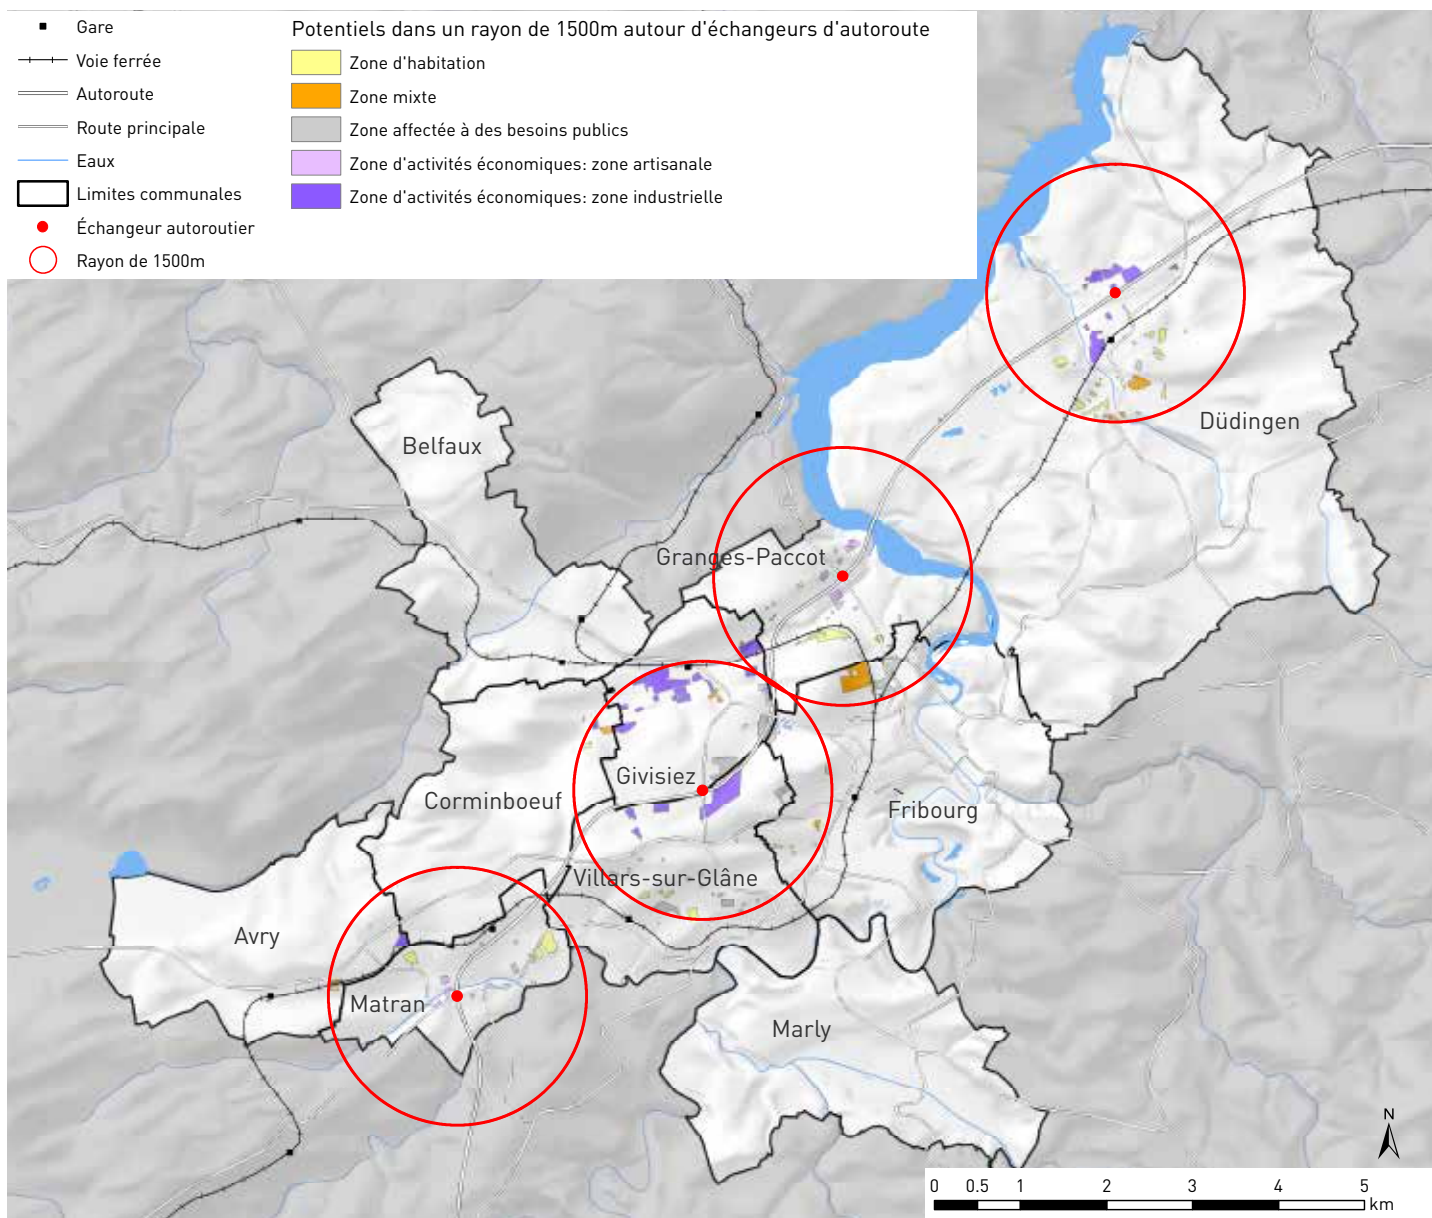 Gare
Voie ferrée
Autoroute
Route principale
Eaux
Limites communales
Échangeur autoroutier
Rayon de 1500m
Potentiels dans un rayon de 1500m autour d'échangeurs d'autoroute
Zone d'habitation
Zone mixte
Zone affectée à des besoins publics
Zone d'activités économiques: zone artisanale
Zone d'activités économiques: zone industrielle
Düdingen
Belfaux
Granges-Paccot
Givisiez
Corminboeuf
Fribourg
Villars-sur-Glâne
Avry
Matran
Marly
N
0 0.5 1 2 3 4 5
km